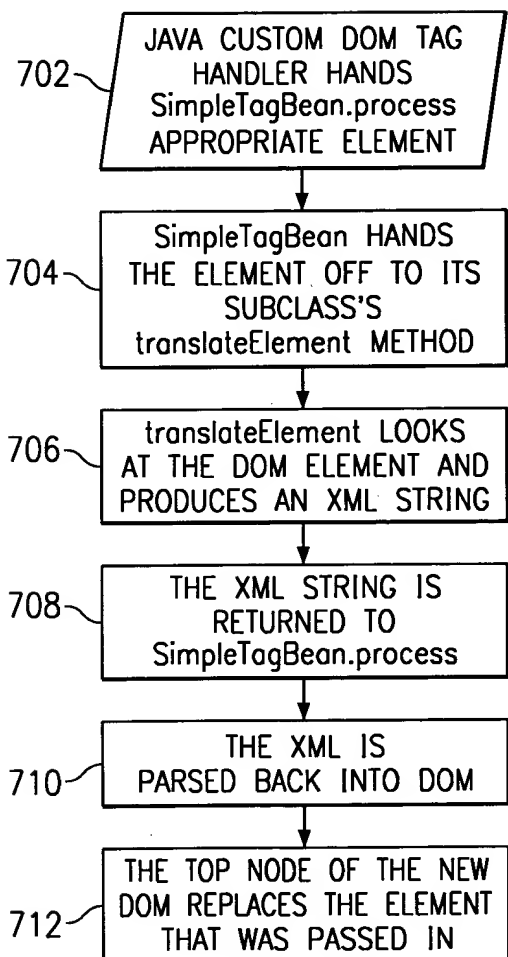 702
JAVA CUSTOM DOM TAG
HANDLER HANDS
SimpleTagBean.process
APPROPRIATE ELEMENT
704
SimpleTagBean HANDS
THE ELEMENT OFF TO ITS
SUBCLASS'S
translateElement METHOD
706
translateElement LOOKS
AT THE DOM ELEMENT AND
PRODUCES AN XML STRING
708
THE XML STRING IS
RETURNED TO
SimpleTagBean.process
710
THE XML IS
PARSED BACK INTO DOM
712
THE TOP NODE OF THE NEW
DOM REPLACES THE ELEMENT
THAT WAS PASSED IN